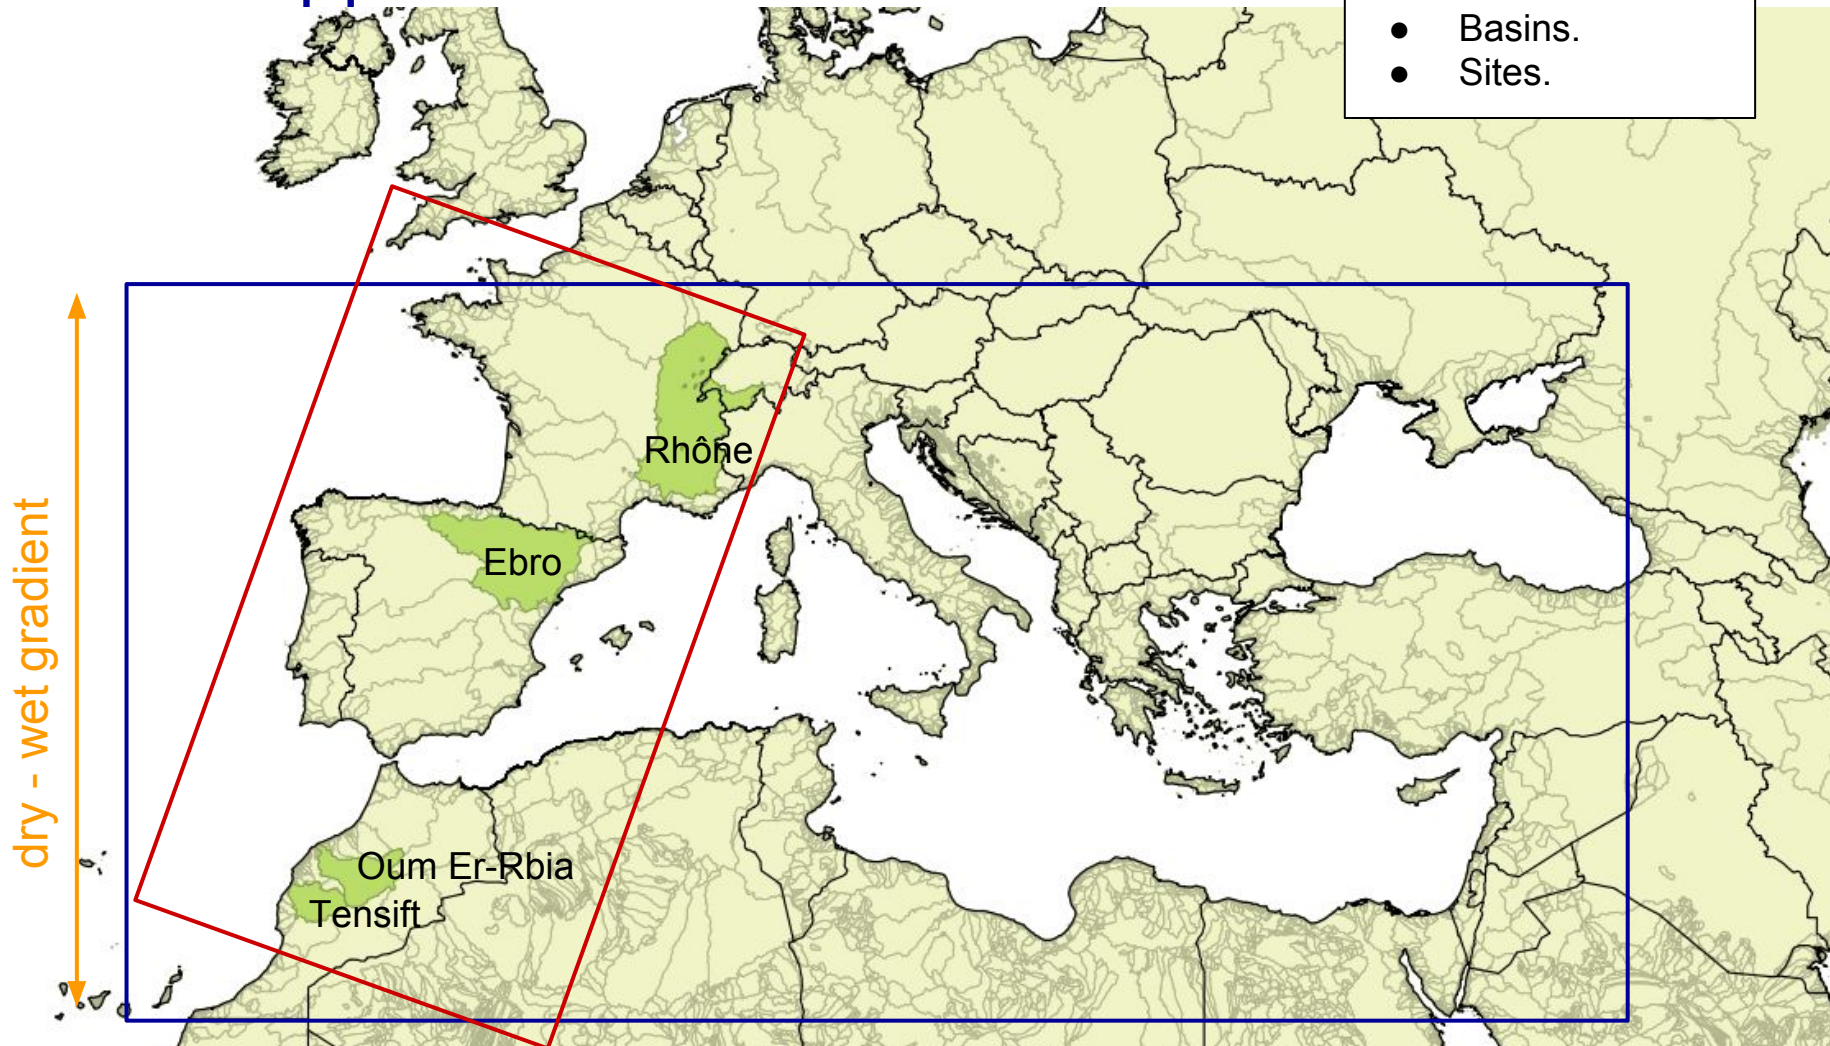 ● Basins.
● Sites.
Rhône
Ebro
dry - wet gradient
Oum Er-Rbia
Tensift